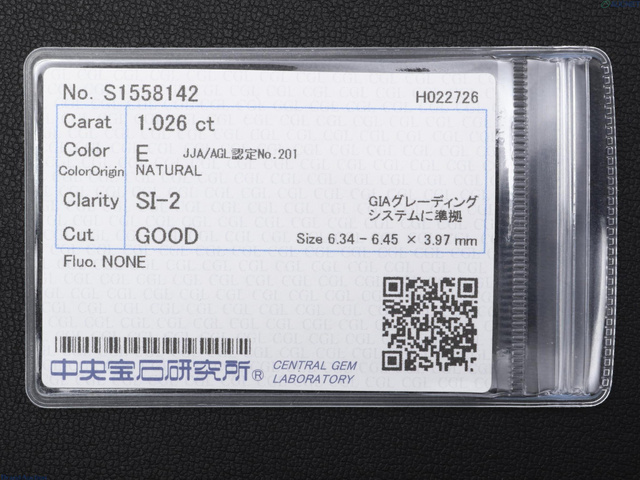 No. S1558142
H022726
Carat 1.026 ct
Color E JJA/AGL認定No.201
ColorOrigin NATURAL
Clarity SI-2
GIAグレーディング
システムに準拠
Cut GOOD
Size 6.34 - 6.45 × 3.97 mm
Fluo. NONE
中央宝石研究所®
CENTRAL GEM
LABORATORY